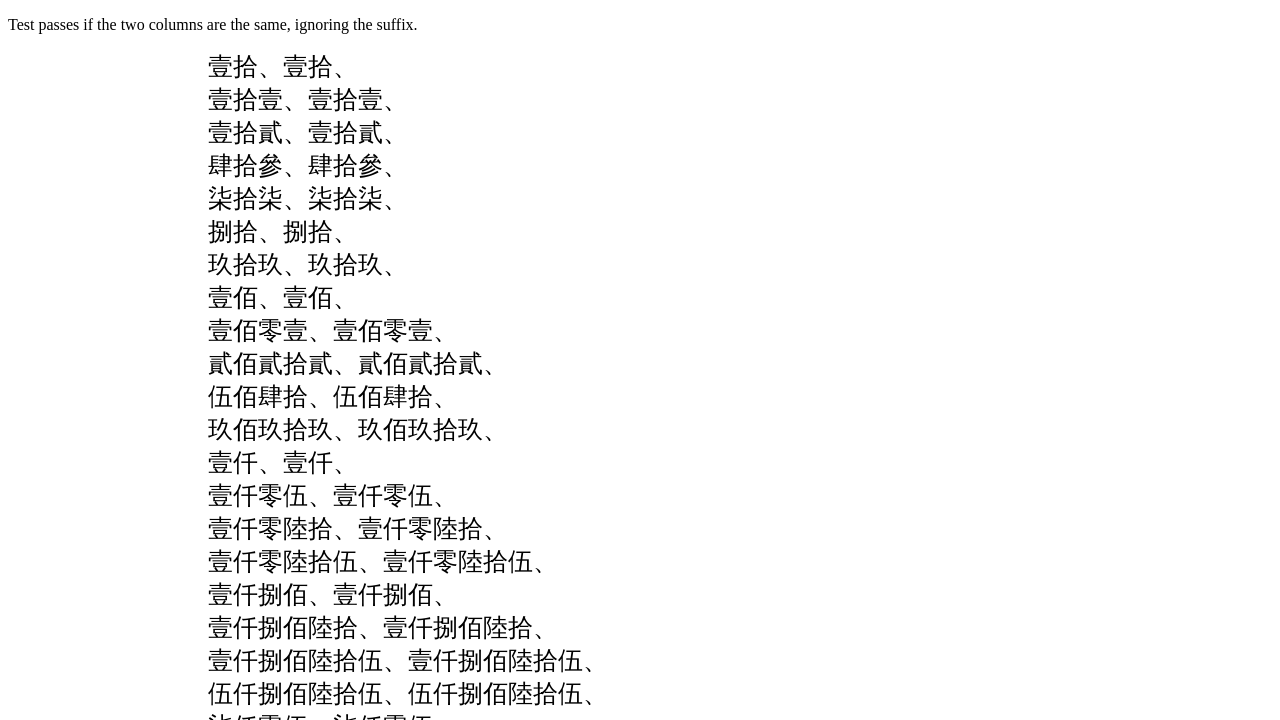 Test passes if the two columns are the same, ignoring the suffix.
壹拾、壹拾、
壹拾壹、壹拾壹、
壹拾貳、壹拾貳、
肆拾參、肆拾參、
柒拾柒、柒拾柒、
捌拾、捌拾、
玖拾玖、玖拾玖、
壹佰、壹佰、
壹佰零壹、壹佰零壹、
貳佰貳拾貳、貳佰貳拾貳、
伍佰肆拾、伍佰肆拾、
玖佰玖拾玖、玖佰玖拾玖、
壹仟、壹仟、
壹仟零伍、壹仟零伍、
壹仟零陸拾、壹仟零陸拾、
壹仟零陸拾伍、壹仟零陸拾伍、
壹仟捌佰、壹仟捌佰、
壹仟捌佰陸拾、壹仟捌佰陸拾、
壹仟捌佰陸拾伍、壹仟捌佰陸拾伍、
伍仟捌佰陸拾伍、伍仟捌佰陸拾伍、